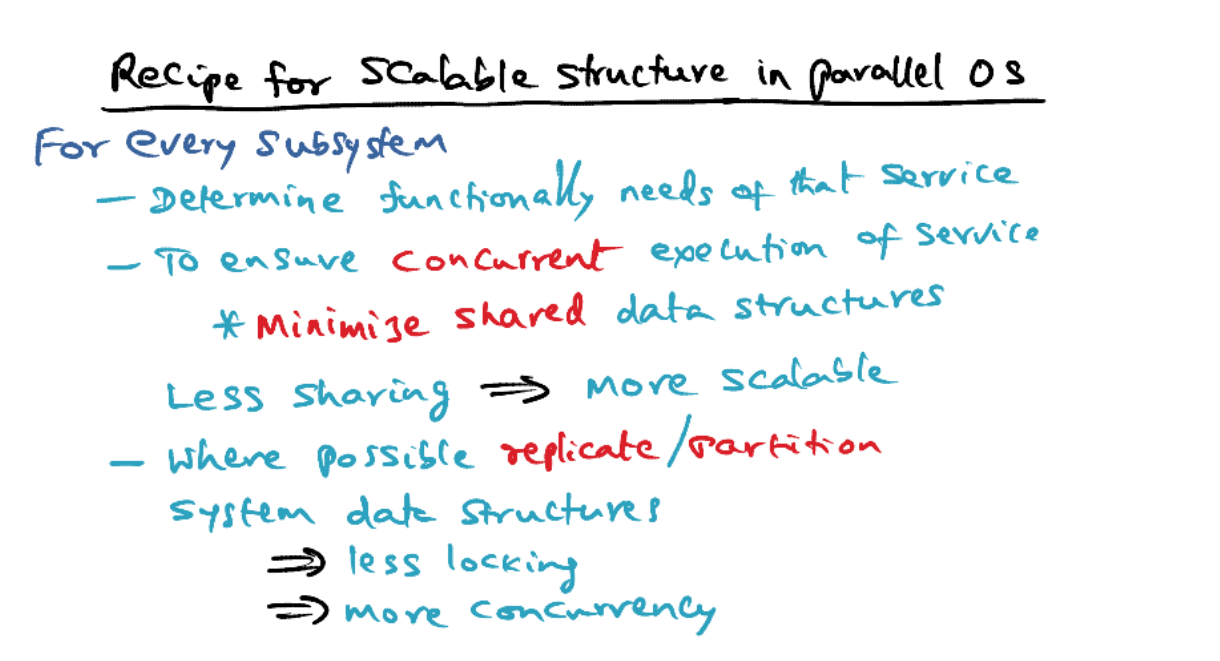 Recipe for scalable structure in parallel OS
For every subsystem
- Determine functionally needs of that service
- To ensure concurrent execution of service
* Minimize shared data structures
Less sharing ⇒ more scalable
- Where possible replicate/partition
system data structures
⇒ less locking
⇒ more concurrency